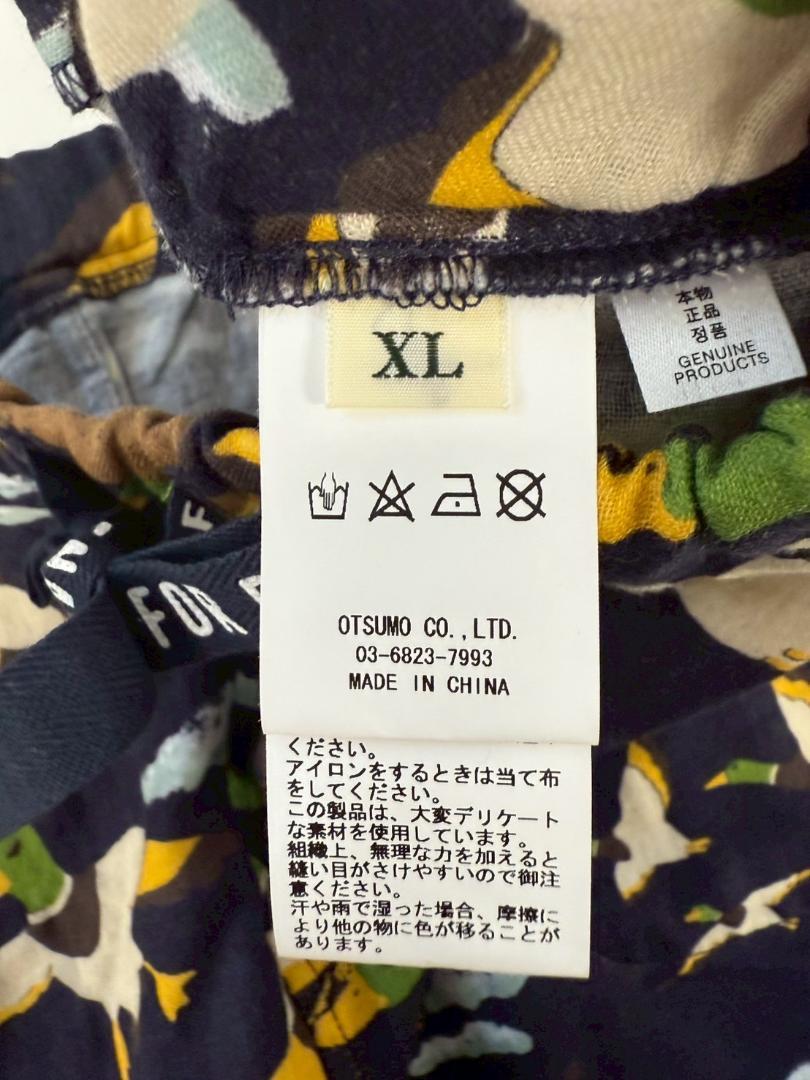 XL
本物
正品
정품
GENUINE
PRODUCTS
FOR
OTSUMO CO.,LTD.
03-6823-7993
MADE IN CHINA
ください。
アイロンをするときは当て布
をしてください。
この製品は、大変デリケート
な素材を使用しています。
組織上、無理な力を加えると
縫い目がさけやすいので御注
意ください。
汗や雨で湿った場合、摩擦に
より他の物に色が移ることが
あります。